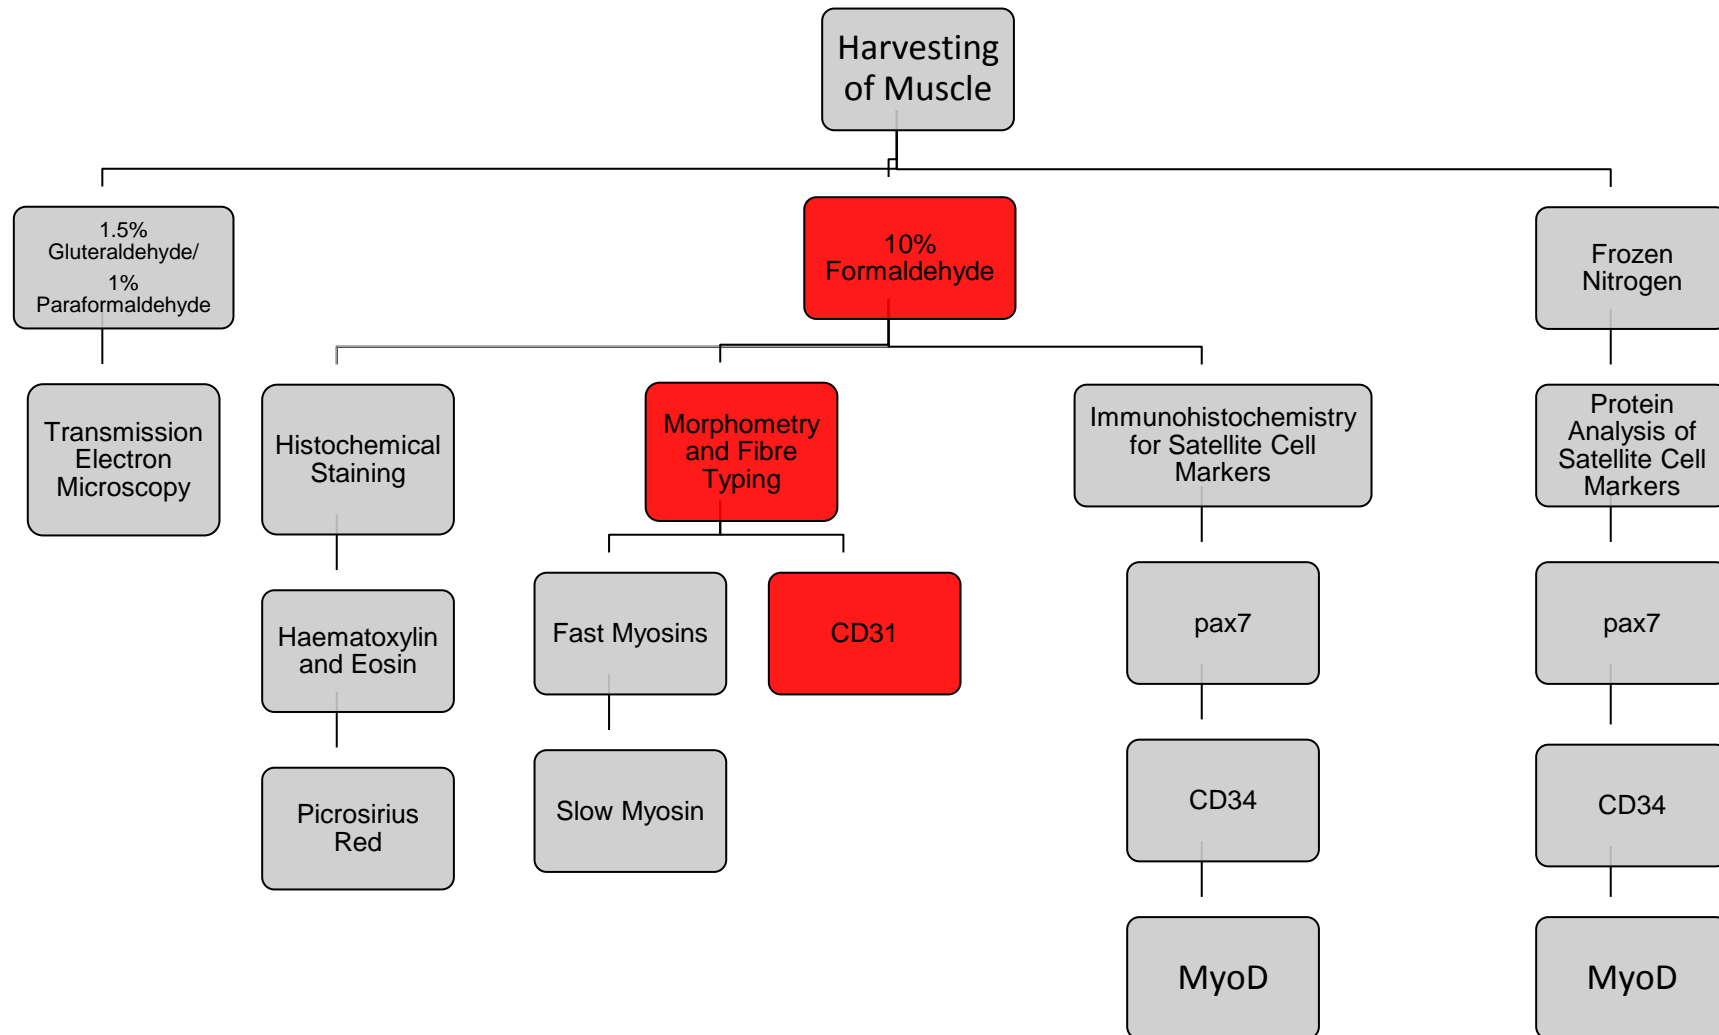 Harvesting
of Muscle
1.5%
Gluteraldehyde/
1%
Paraformaldehyde
10%
Formaldehyde
Frozen
Nitrogen
Transmission
Electron
Microscopy
Histochemical
Staining
Morphometry
and Fibre
Typing
Immunohistochemistry
for Satellite Cell
Markers
Protein
Analysis of
Satellite Cell
Markers
Haematoxylin
and Eosin
Fast Myosins
CD31
pax7
pax7
Picrosirius
Red
Slow Myosin
CD34
CD34
MyoD
MyoD